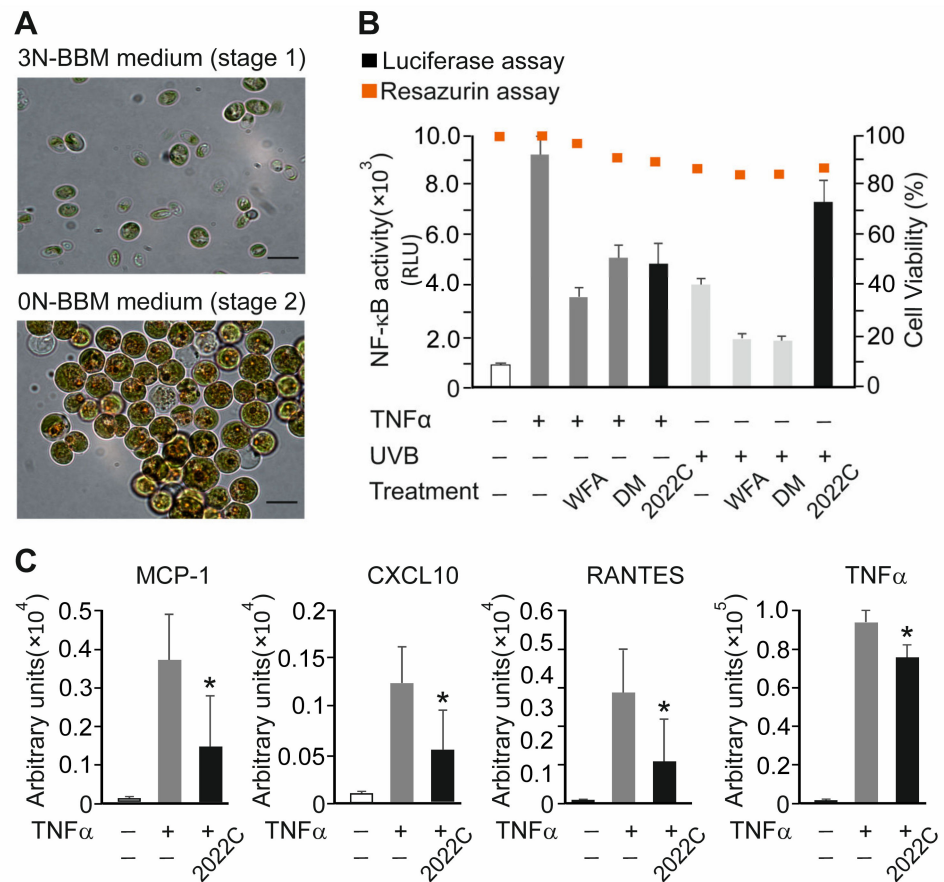 A
3N-BBM medium (stage 1)
0N-BBM medium (stage 2)
B
Luciferase assay
Resazurin assay
NF-κB activity(×10³)
(RLU)
10.0
8.0
6.0
4.0
2.0
0
100
80
60
40
20
0
Cell Viability (%)
TNFα – + + + + – – – –
UVB – – – – – + + + +
Treatment – – WFA DM 2022C – WFA DM 2022C
C
MCP-1
Arbitrary units(×10⁴)
0.5
0.4
0.3
0.2
0.1
0
TNFα – + +
– – 2022C
CXCL10
Arbitrary units(×10⁴)
0.2
0.15
0.1
0.05
0
TNFα – + +
– – 2022C
RANTES
Arbitrary units(×10⁴)
0.6
0.5
0.4
0.3
0.2
0.1
0
TNFα – + +
– – 2022C
TNFα
Arbitrary units(×10⁵)
1.0
0.8
0.6
0.4
0.2
0
TNFα – + +
– – 2022C
*
*
*
*